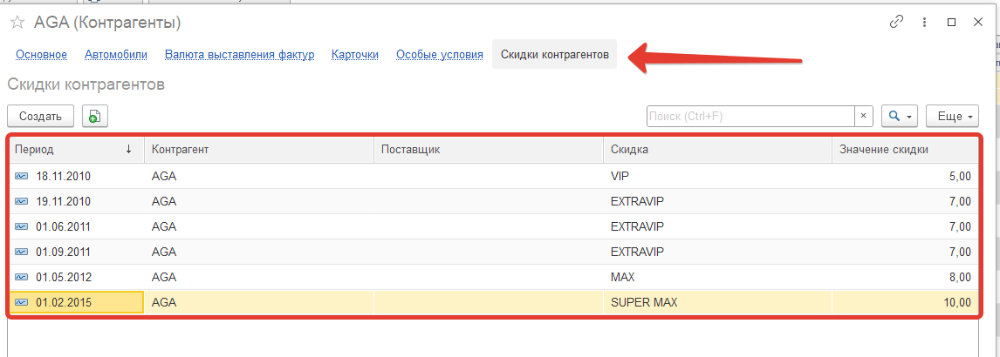 AGA (Контрагенты)
Основное Автомобили Валюта выставления фактур Карточки Особые условия Скидки контрагентов
Скидки контрагентов
Создать Поиск (Ctrl+F) × Еще
Период ↓ Контрагент Поставщик Скидка Значение скидки
18.11.2010 AGA VIP 5,00
19.11.2010 AGA EXTRAVIP 7,00
01.06.2011 AGA EXTRAVIP 7,00
01.09.2011 AGA EXTRAVIP 7,00
01.05.2012 AGA MAX 8,00
01.02.2015 AGA SUPER MAX 10,00